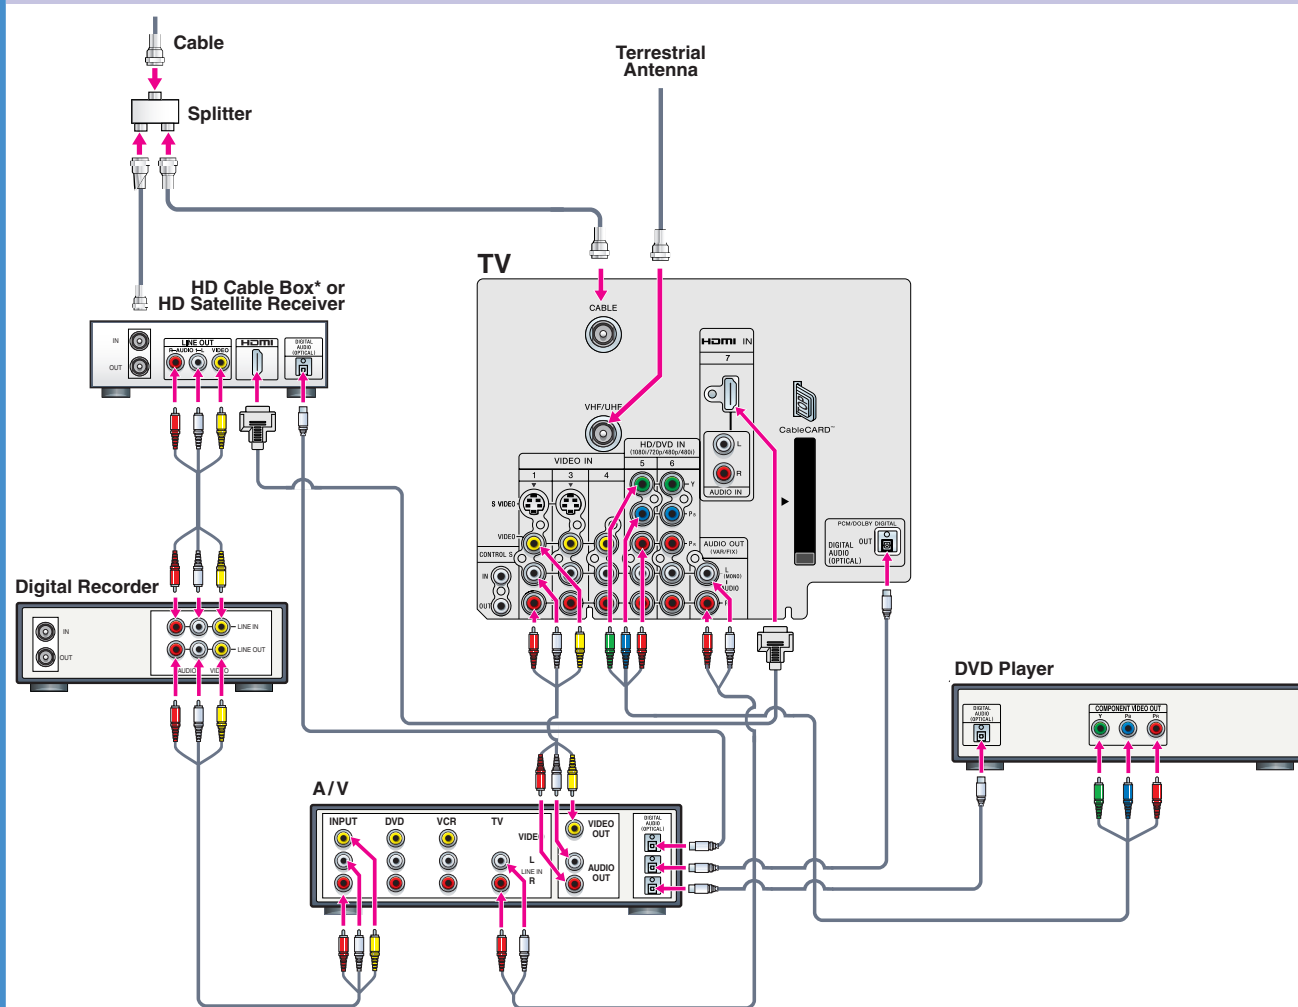 Cable
Splitter
Terrestrial
Antenna
TV
HD Cable Box* or
HD Satellite Receiver
IN
OUT
LINE OUT
R–AUDIO–L VIDEO
HDMI
DIGITAL
AUDIO
(OPTICAL)
CABLE
VHF/UHF
HDMI IN
7
L
R
AUDIO IN
CableCARD™
VIDEO IN
1
3
4
HD/DVD IN
(1080i/720p/480p/480i)
5
6
S VIDEO
VIDEO
Y
PB
PR
CONTROL S
IN
OUT
AUDIO OUT
(VAR/FIX)
L
(MONO)
AUDIO
R
PCM/DOLBY DIGITAL
DIGITAL
AUDIO
(OPTICAL)
OUT
Digital Recorder
IN
OUT
LINE IN
LINE OUT
AUDIO
VIDEO
DVD Player
DIGITAL
AUDIO
(OPTICAL)
COMPONENT VIDEO OUT
Y
PB
PR
A/V
INPUT
DVD
VCR
TV
VIDEO
L
LINE IN
R
VIDEO
OUT
AUDIO
OUT
DIGITAL
AUDIO
(OPTICAL)